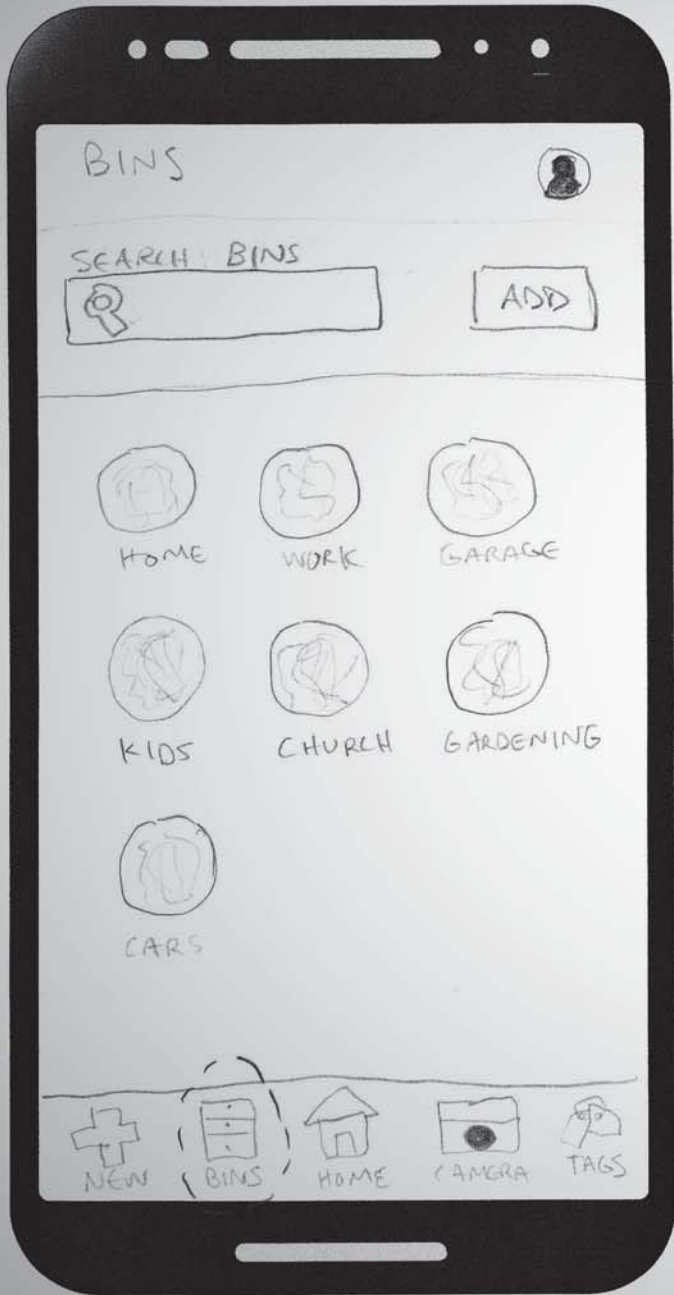 BINS
SEARCH BINS
ADD
HOME WORK GARAGE
KIDS CHURCH GARDENING
CARS
NEW BINS HOME CAMERA TAGS